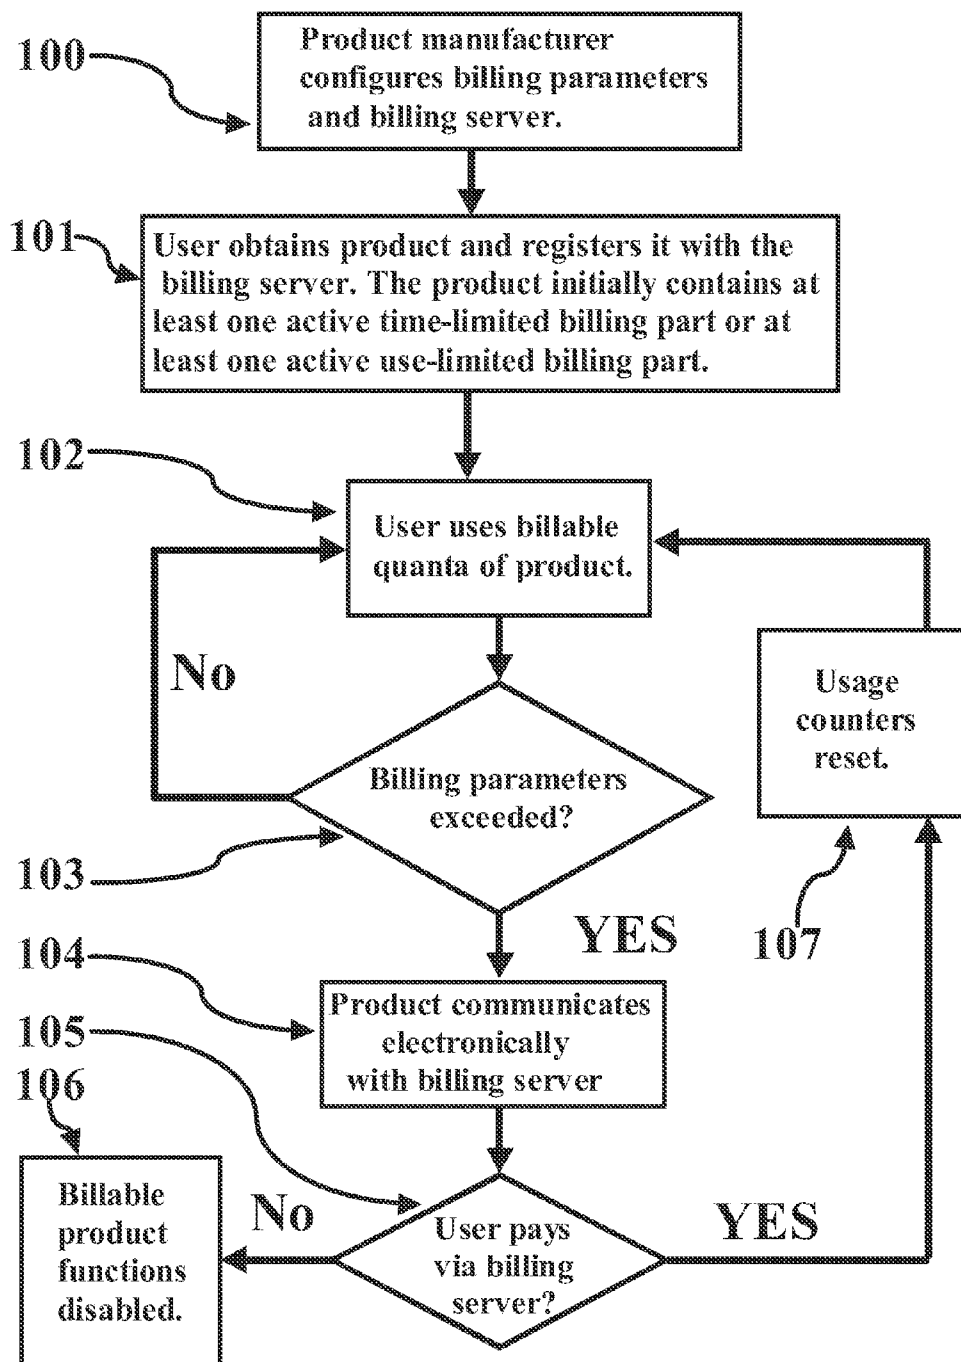 100
Product manufacturer
configures billing parameters
and billing server.
101
User obtains product and registers it with the
billing server. The product initially contains at
least one active time-limited billing part or at
least one active use-limited billing part.
102
User uses billable
quanta of product.
No
Usage
counters
reset.
Billing parameters
exceeded?
103
YES
107
104
Product communicates
electronically
with billing server
105
106
Billable
product
functions
disabled.
No
User pays
via billing
server?
YES